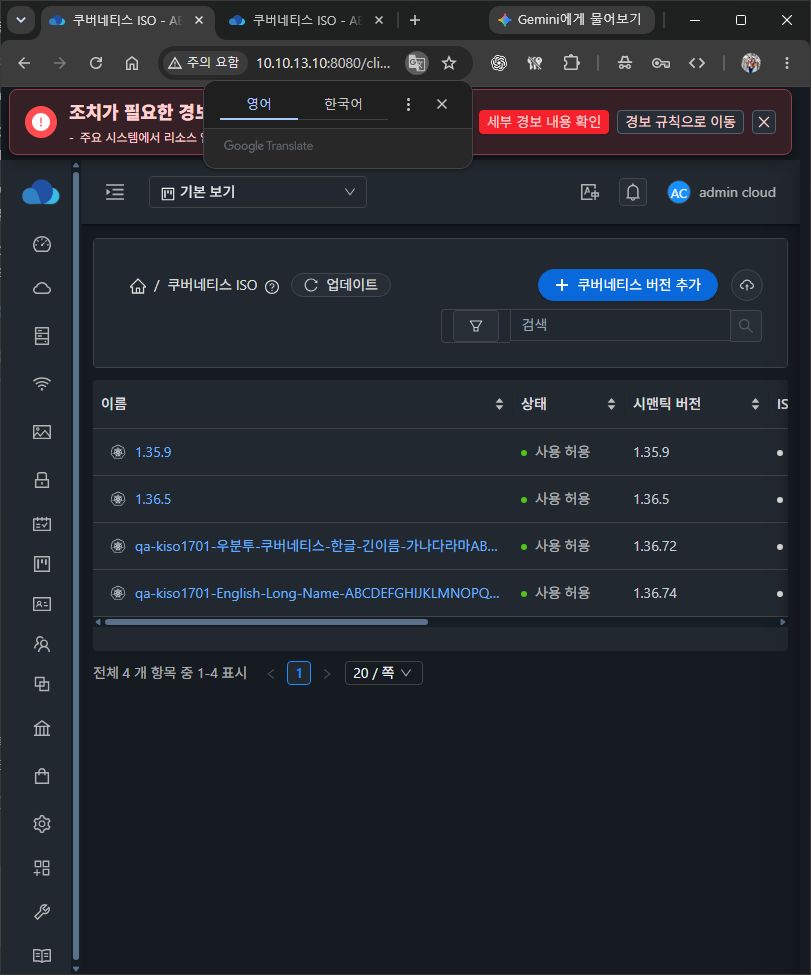 쿠버네티스 ISO - AB
쿠버네티스 ISO - AB
Gemini에게 물어보기
주의 요함
10.10.13.10:8080/cli...
영어
한국어
Google Translate
조치가 필요한 경보
- 주요 시스템에서 리소스
세부 경보 내용 확인
경보 규칙으로 이동
기본 보기
AC
admin cloud
/ 쿠버네티스 ISO
업데이트
+ 쿠버네티스 버전 추가
검색
이름
상태
시맨틱 버전
IS
1.35.9
사용 허용
1.35.9
1.36.5
사용 허용
1.36.5
qa-kiso1701-우분투-쿠버네티스-한글-긴이름-가나다라마AB...
사용 허용
1.36.72
qa-kiso1701-English-Long-Name-ABCDEFGHIJKLMNOPQ...
사용 허용
1.36.74
전체 4 개 항목 중 1-4 표시
1
20 / 쪽